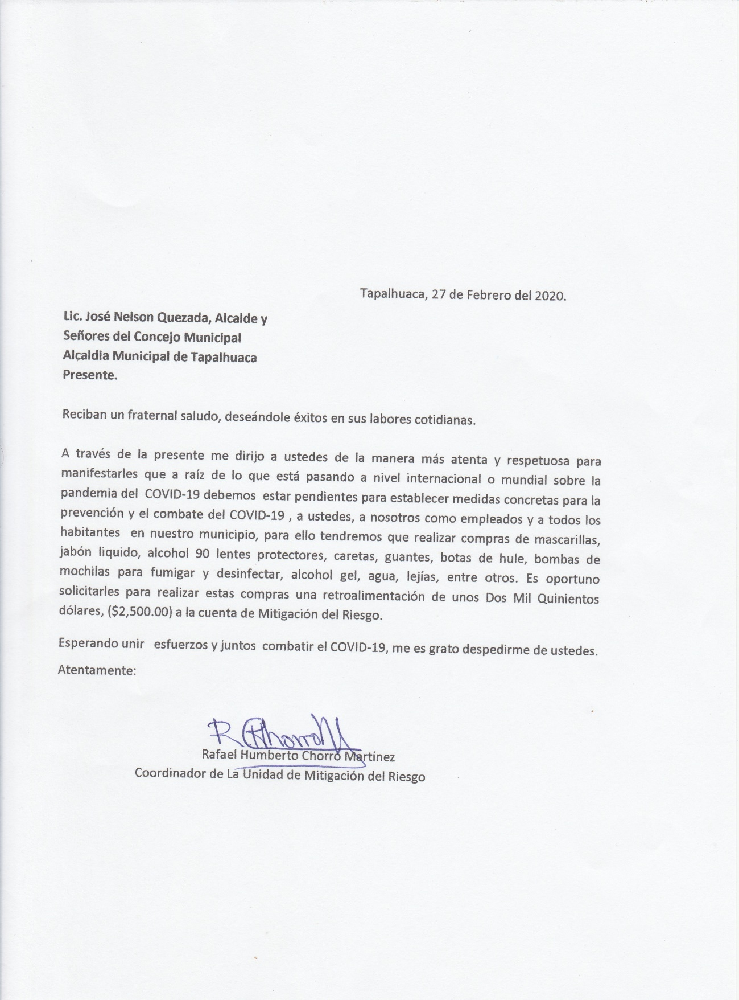 Tapalhuaca, 27 de Febrero del 2020.
Lic. José Nelson Quezada, Alcalde y
Señores del Concejo Municipal
Alcaldia Municipal de Tapalhuaca
Presente.
Reciban un fraternal saludo, deseándole éxitos en sus labores cotidianas.
A través de la presente me dirijo a ustedes de la manera más atenta y respetuosa para
manifestarles que a raíz de lo que está pasando a nivel internacional o mundial sobre la
pandemia del COVID-19 debemos estar pendientes para establecer medidas concretas para la
prevención y el combate del COVID-19 , a ustedes, a nosotros como empleados y a todos los
habitantes en nuestro municipio, para ello tendremos que realizar compras de mascarillas,
jabón liquido, alcohol 90 lentes protectores, caretas, guantes, botas de hule, bombas de
mochilas para fumigar y desinfectar, alcohol gel, agua, lejías, entre otros. Es oportuno
solicitarles para realizar estas compras una retroalimentación de unos Dos Mil Quinientos
dólares, ($2,500.00) a la cuenta de Mitigación del Riesgo.
Esperando unir esfuerzos y juntos combatir el COVID-19, me es grato despedirme de ustedes.
Atentamente:
Rafael Humberto Chorro Martínez
Coordinador de La Unidad de Mitigación del Riesgo